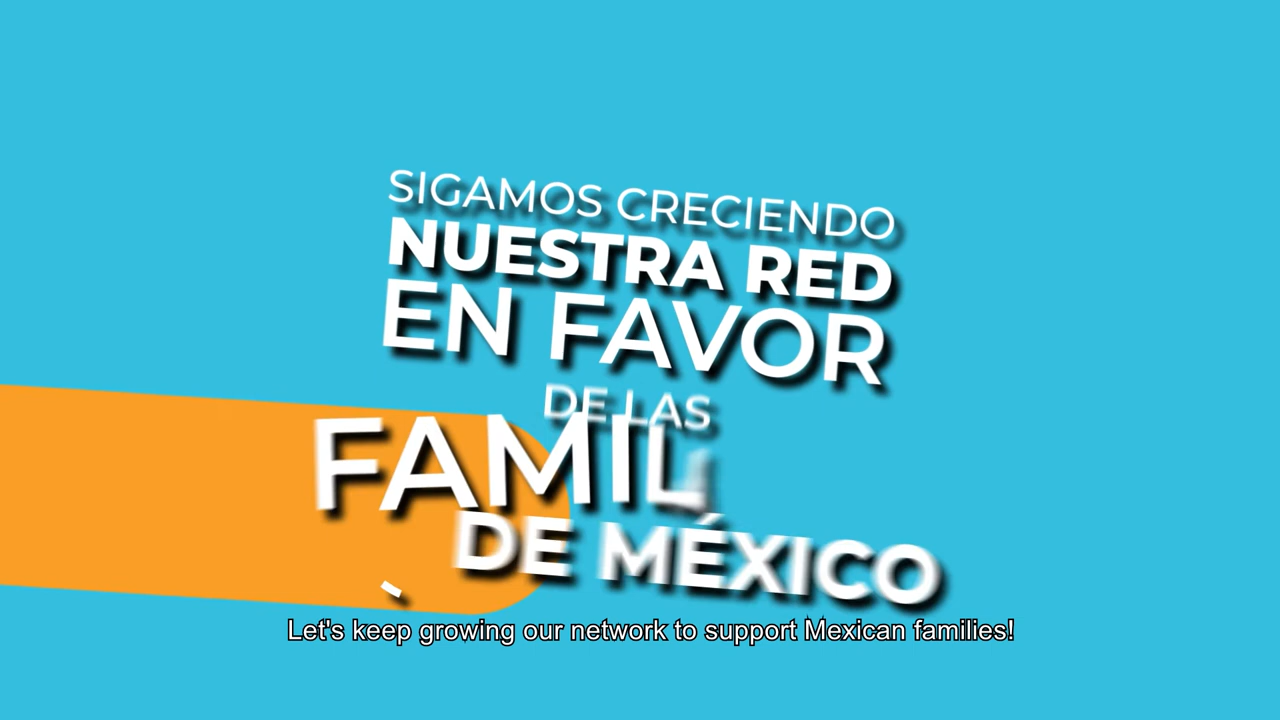 SIGAMOS CRECIENDO
NUESTRA RED
EN FAVOR
DE LAS
FAMIL
DE MÉXICO
Let's keep growing our network to support Mexican families!